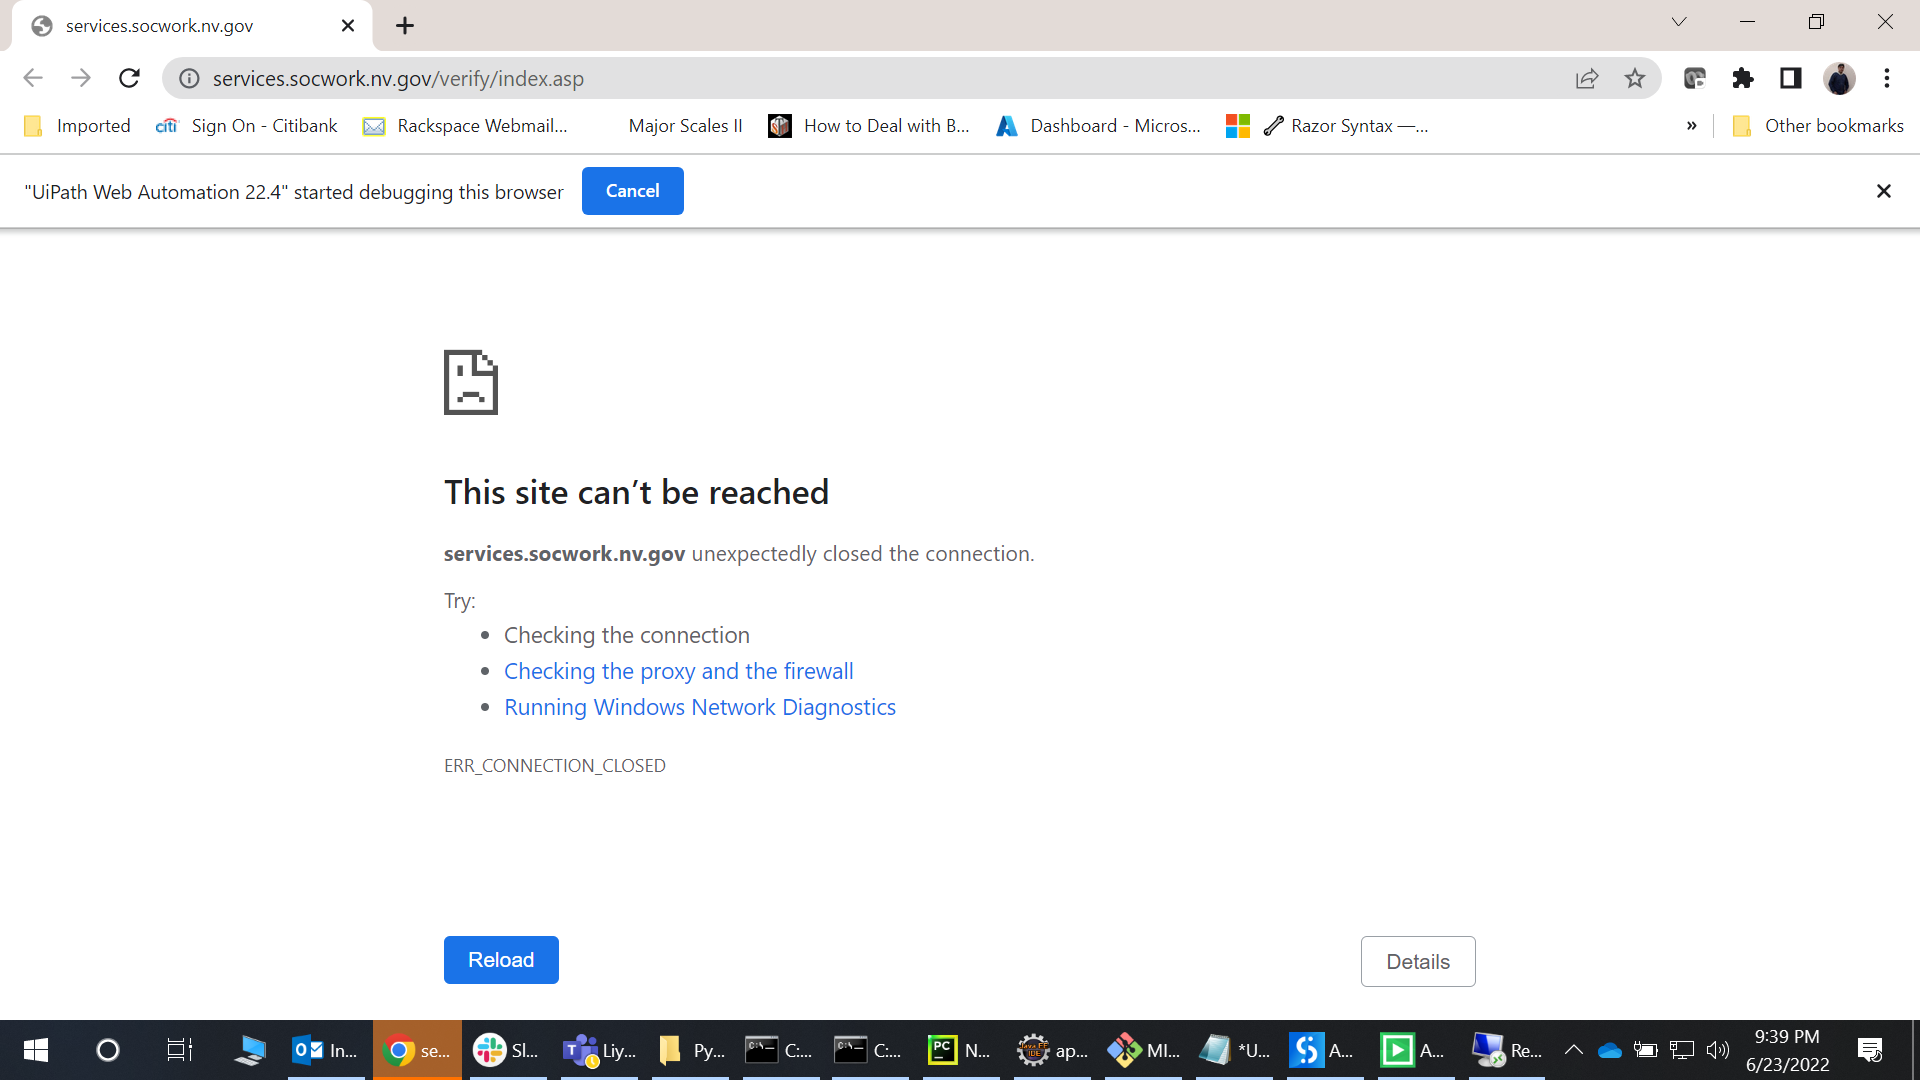 services.socwork.nv.gov
services.socwork.nv.gov/verify/index.asp
Imported
citi
Sign On - Citibank
Rackspace Webmail...
Major Scales II
How to Deal with B...
Dashboard - Micros...
Razor Syntax —...
»
Other bookmarks
"UiPath Web Automation 22.4" started debugging this browser
Cancel
This site can’t be reached
services.socwork.nv.gov unexpectedly closed the connection.
Try:
• Checking the connection
• Checking the proxy and the firewall
• Running Windows Network Diagnostics
ERR_CONNECTION_CLOSED
Reload
Details
In...
se...
Sl...
Liy...
Py...
C:...
C:...
PC
N...
ap...
MI...
*U...
A...
A...
Re...
9:39 PM
6/23/2022